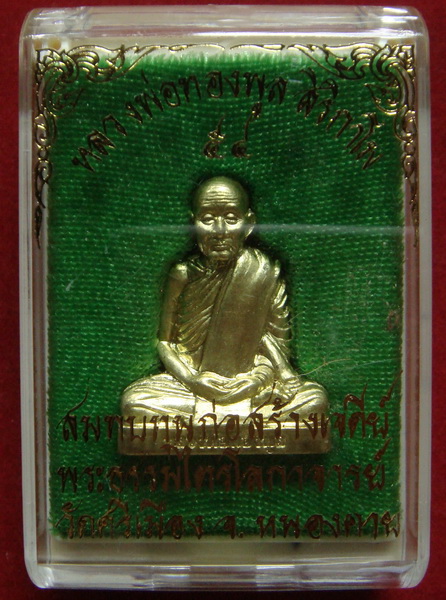 หลวงพ่อทองพูล สิริกาโม
๕๔
สมทบทุนก่อสร้างเจดีย์
พระธรรมไตรโลกาจารย์
วัดศรีเมือง จ. หนองคาย